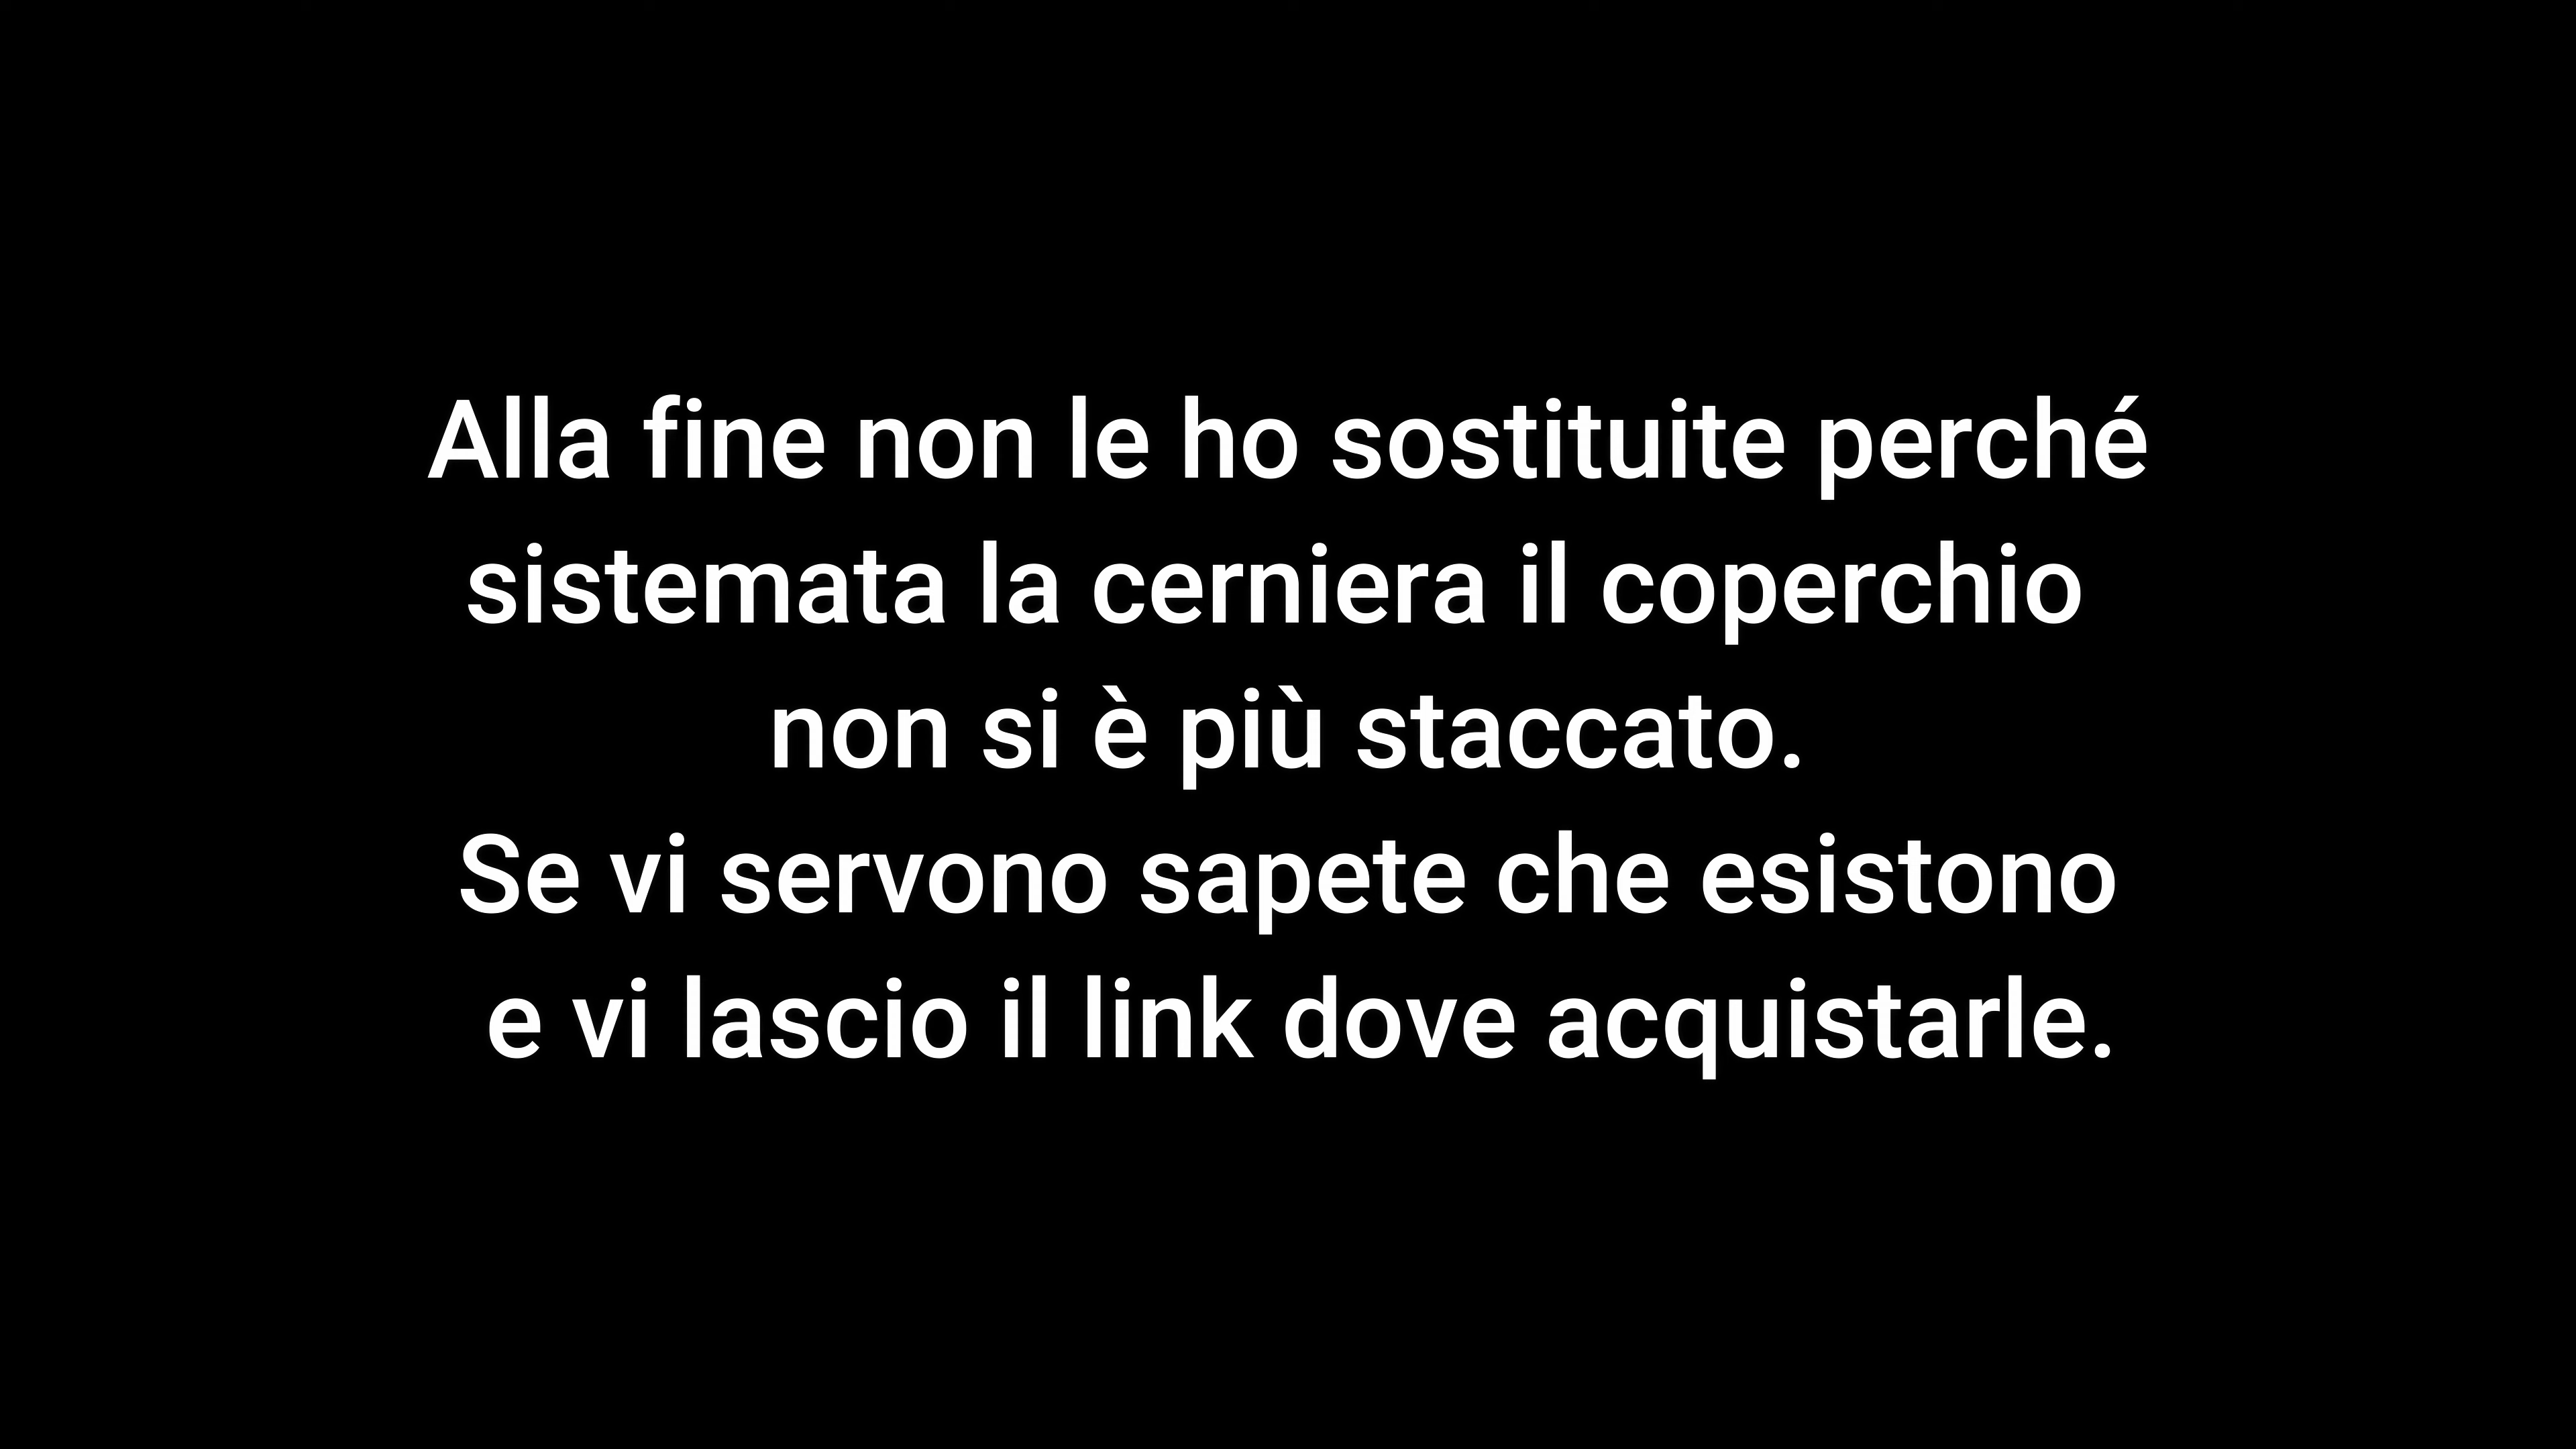 Alla fine non le ho sostituite perché
sistemata la cerniera il coperchio
non si è più staccato.
Se vi servono sapete che esistono
e vi lascio il link dove acquistarle.